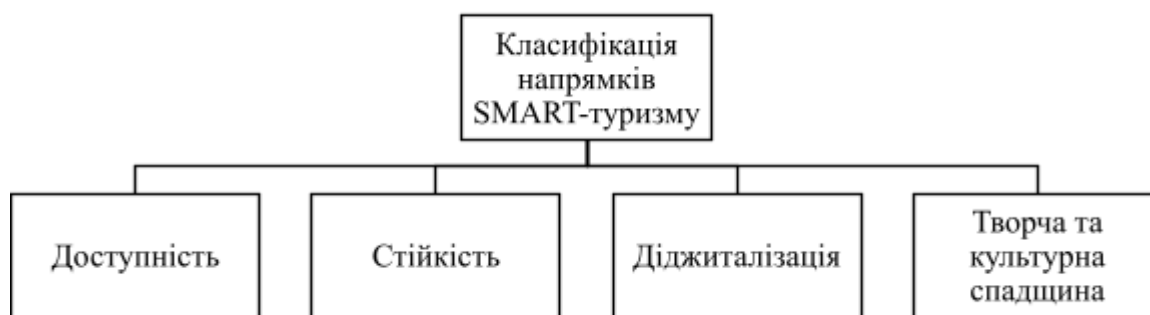 Класифікація
напрямків
SMART-туризму
Доступність
Стійкість
Діджиталізація
Творча та
культурна
спадщина